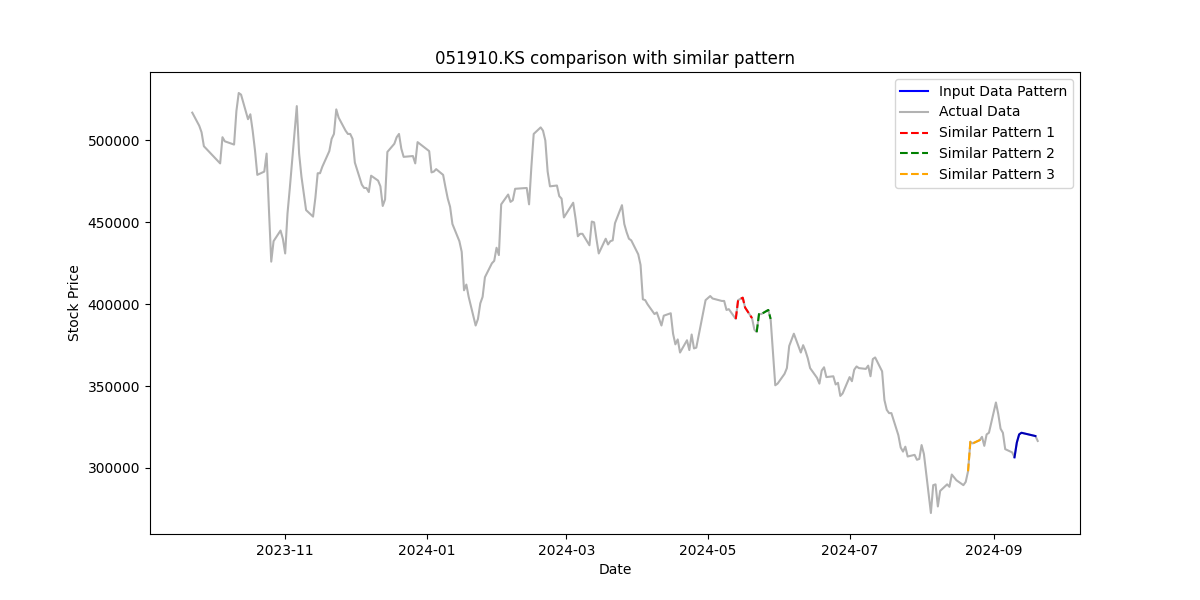 051910.KS comparison with similar pattern
Input Data Pattern
Actual Data
Similar Pattern 1
Similar Pattern 2
Similar Pattern 3
Stock Price
500000
450000
400000
350000
300000
2023-11
2024-01
2024-03
2024-05
2024-07
2024-09
Date